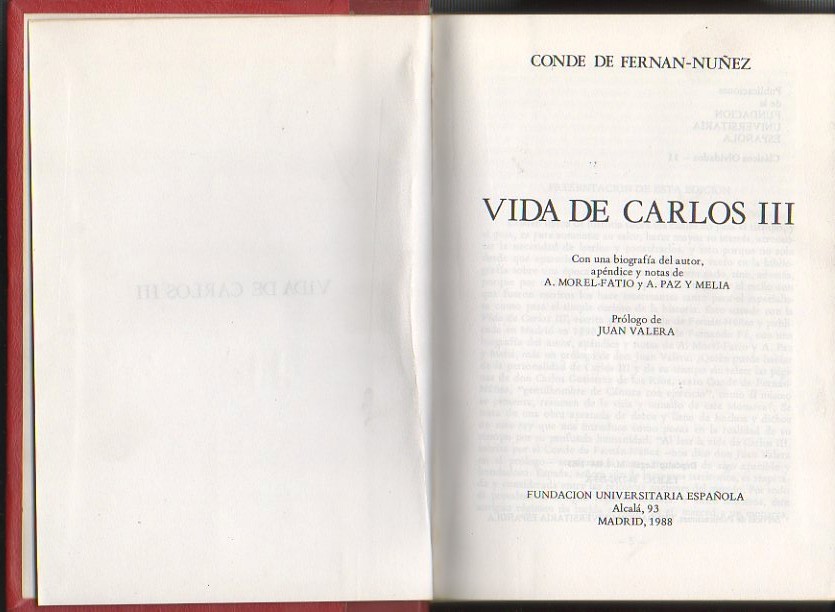 CONDE DE FERNAN-NUÑEZ
VIDA DE CARLOS III
Con una biografía del autor,
apéndice y notas de
A. MOREL-FATIO y A. PAZ Y MELIA
Prólogo de
JUAN VALERA
FUNDACION UNIVERSITARIA ESPAÑOLA
Alcalá, 93
MADRID, 1988